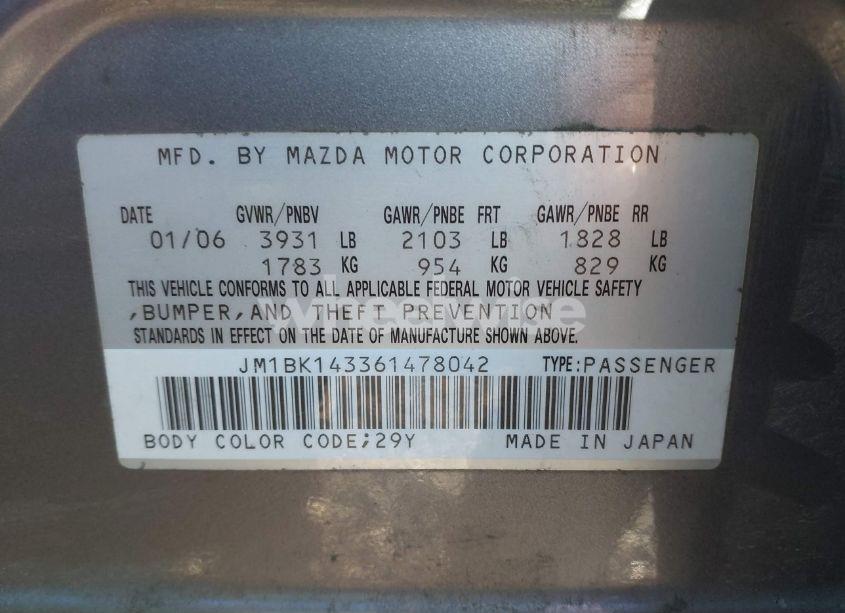 MFD. BY MAZDA MOTOR CORPORATION
DATE GVWR/PNBV GAWR/PNBE FRT GAWR/PNBE RR
01/06 3931 LB 2103 LB 1828 LB
1783 KG 954 KG 829 KG
THIS VEHICLE CONFORMS TO ALL APPLICABLE FEDERAL MOTOR VEHICLE SAFETY
,BUMPER,AND THEFT PREVENTION
wheelwise
STANDARDS IN EFFECT ON THE DATE OF MANUFACTURE SHOWN ABOVE.
JM1BK143361478042 TYPE:PASSENGER
BODY COLOR CODE;29Y MADE IN JAPAN